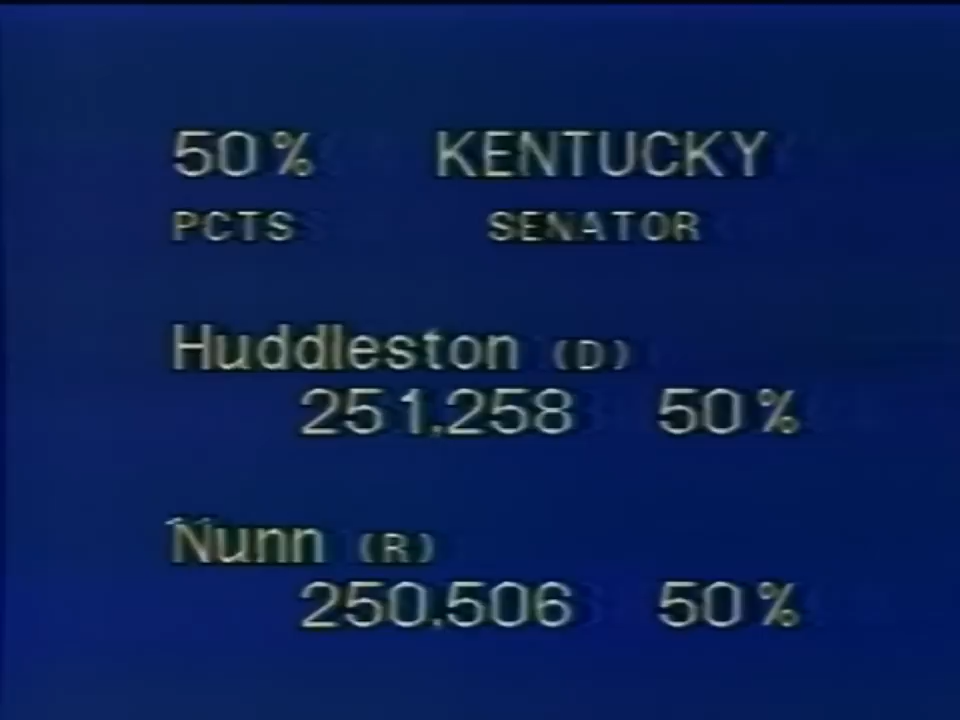 50% KENTUCKY
PCTS SENATOR
Huddleston (D)
251,258 50%
Nunn (R)
250,506 50%